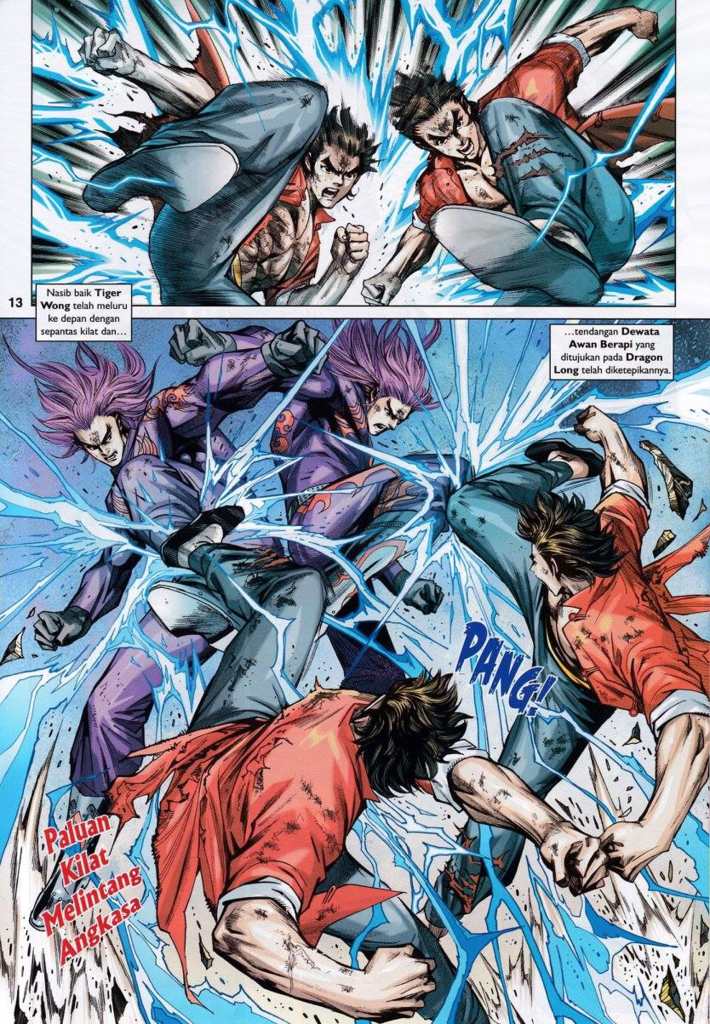 13
Nasib baik Tiger
Wong telah meluru
ke depan dengan
sepantas kilat dan...
...tendangan Dewata
Awan Berapi yang
ditujukan pada Dragon
Long telah diketepikannya.
PANG!
Paluan
Kilat
Melintang
Angkasa